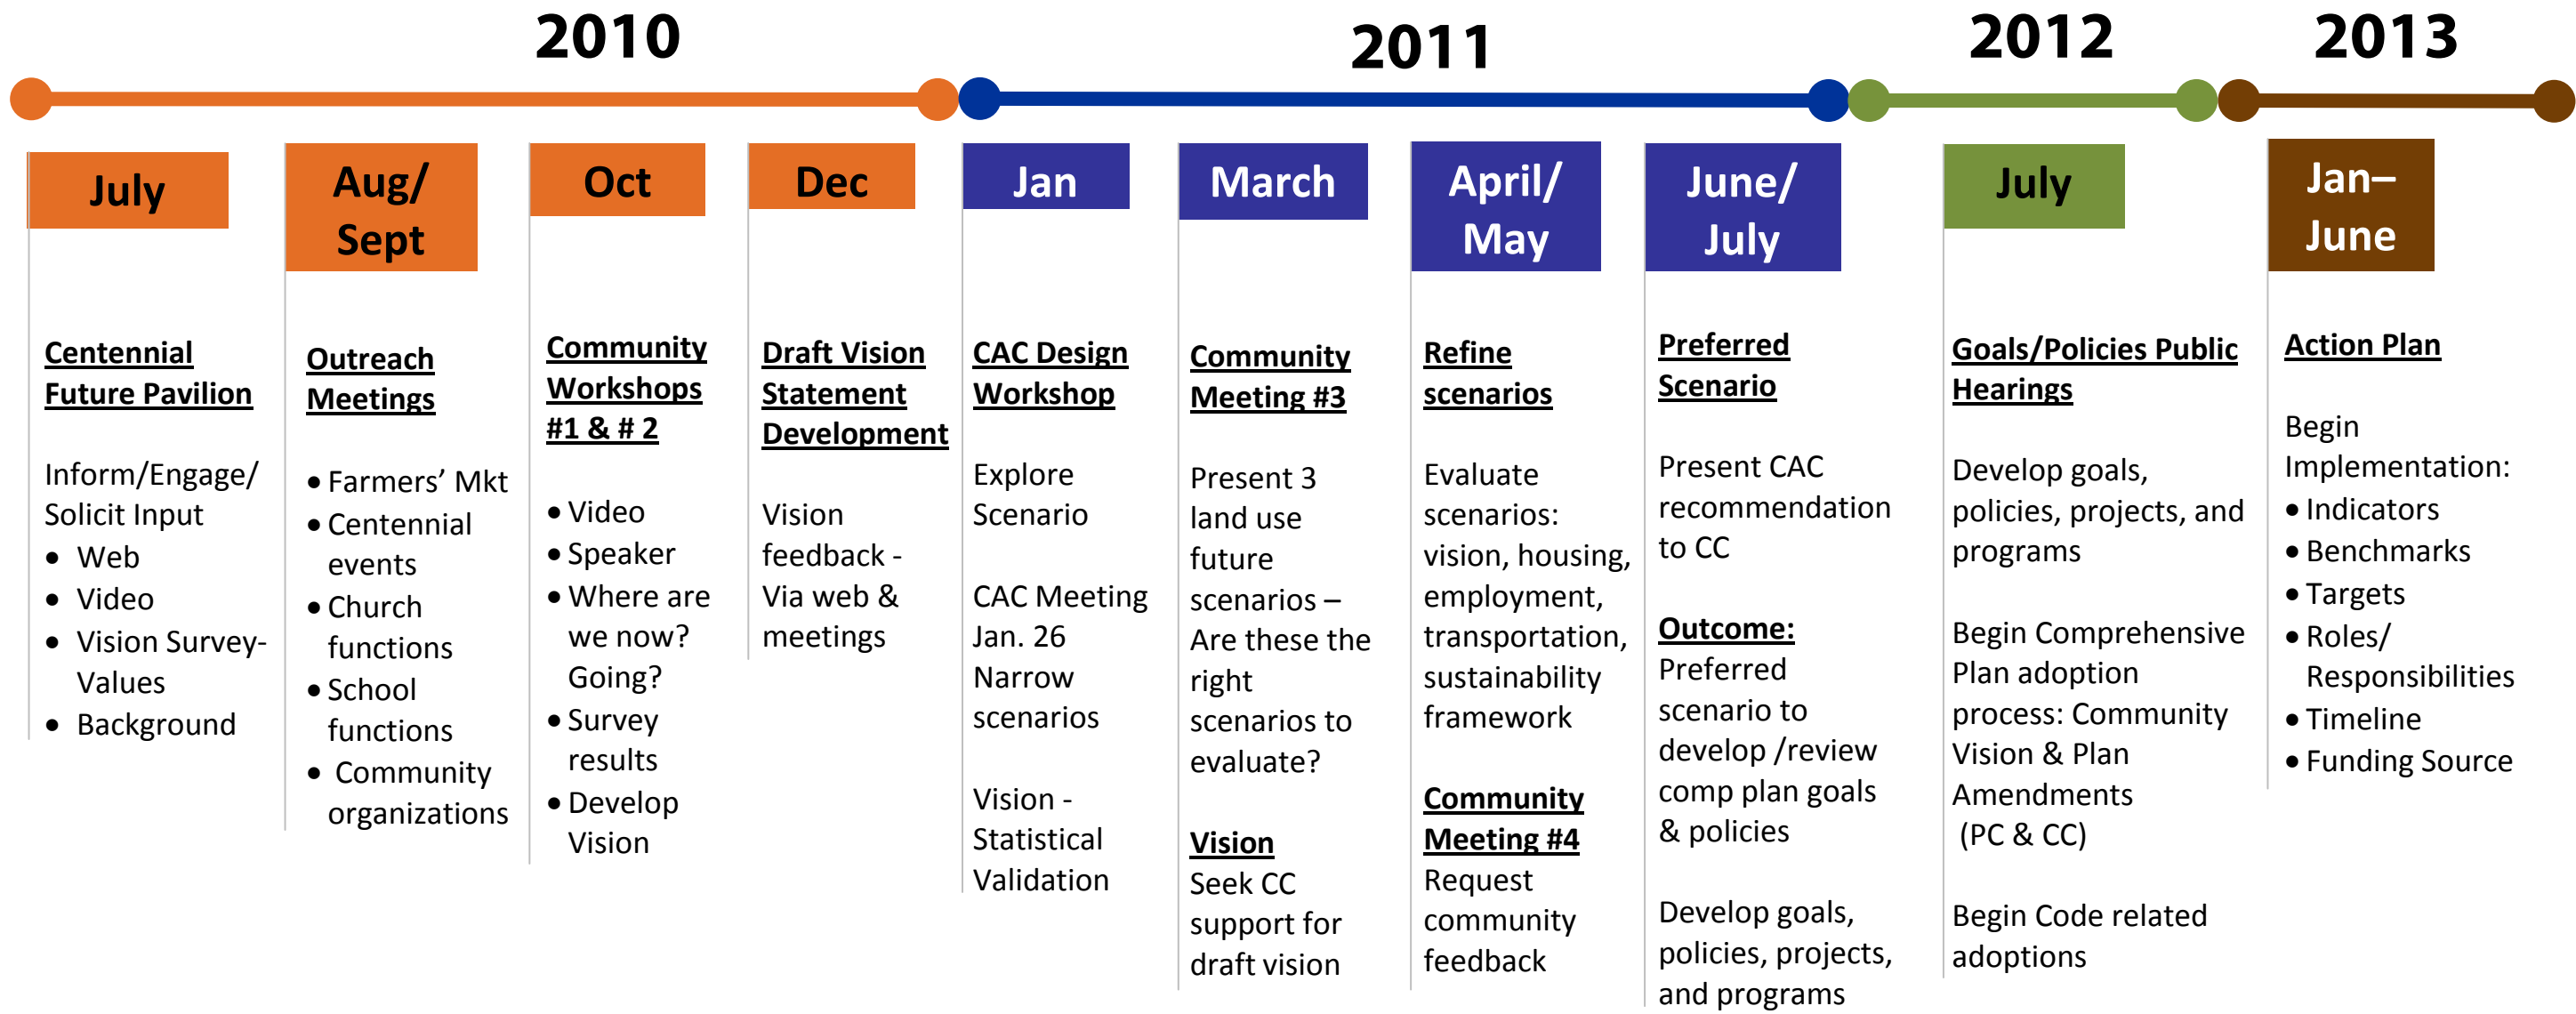 2010
2011
2012
2013
July
Aug/
Sept
Oct
Dec
Jan
March
April/
May
June/
July
July
Jan–
June
Centennial
Future Pavilion
Inform/Engage/
Solicit Input
• Web
• Video
• Vision Survey-
Values
• Background
Outreach
Meetings
• Farmers’ Mkt
• Centennial
events
• Church
functions
• School
functions
• Community
organizations
Community
Workshops
#1 & # 2
• Video
• Speaker
• Where are
we now?
Going?
• Survey
results
• Develop
Vision
Draft Vision
Statement
Development
Vision
feedback -
Via web &
meetings
CAC Design
Workshop
Explore
Scenario
CAC Meeting
Jan. 26
Narrow
scenarios
Vision -
Statistical
Validation
Community
Meeting #3
Present 3
land use
future
scenarios –
Are these the
right
scenarios to
evaluate?
Vision
Seek CC
support for
draft vision
Refine
scenarios
Evaluate
scenarios:
vision, housing,
employment,
transportation,
sustainability
framework
Community
Meeting #4
Request
community
feedback
Preferred
Scenario
Present CAC
recommendation
to CC
Outcome:
Preferred
scenario to
develop /review
comp plan goals
& policies
Develop goals,
policies, projects,
and programs
Goals/Policies Public
Hearings
Develop goals,
policies, projects, and
programs
Begin Comprehensive
Plan adoption
process: Community
Vision & Plan
Amendments
(PC & CC)
Begin Code related
adoptions
Action Plan
Begin
Implementation:
• Indicators
• Benchmarks
• Targets
• Roles/
Responsibilities
• Timeline
• Funding Source